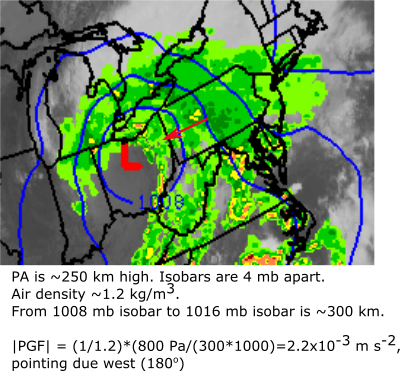 L
1008
PA is ~250 km high. Isobars are 4 mb apart.
Air density ~1.2 kg/m³.
From 1008 mb isobar to 1016 mb isobar is ~300 km.
|PGF| = (1/1.2)*(800 Pa/(300*1000)=2.2x10⁻³ m s⁻²,
pointing due west (180º)